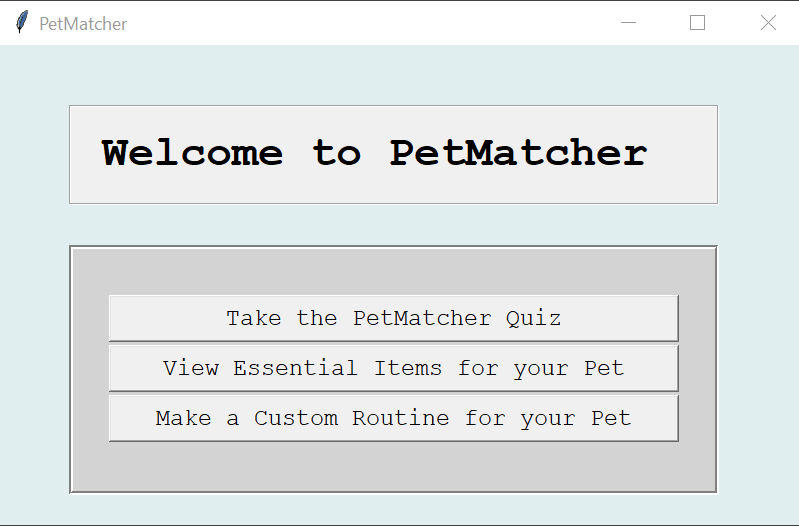 PetMatcher
Welcome to PetMatcher
Take the PetMatcher Quiz
View Essential Items for your Pet
Make a Custom Routine for your Pet